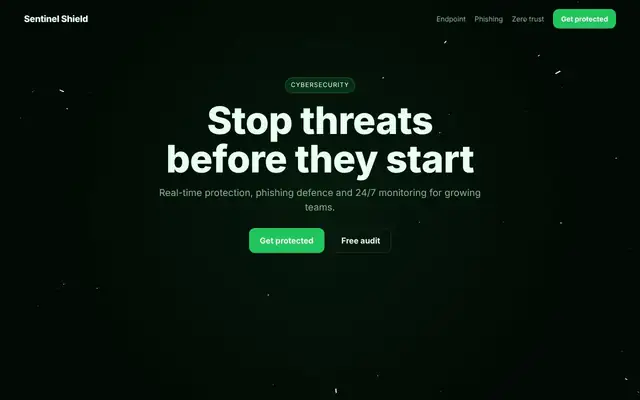 Sentinel Shield
Endpoint
Phishing
Zero trust
Get protected
CYBERSECURITY
Stop threats
before they start
Real-time protection, phishing defence and 24/7 monitoring for growing
teams.
Get protected
Free audit